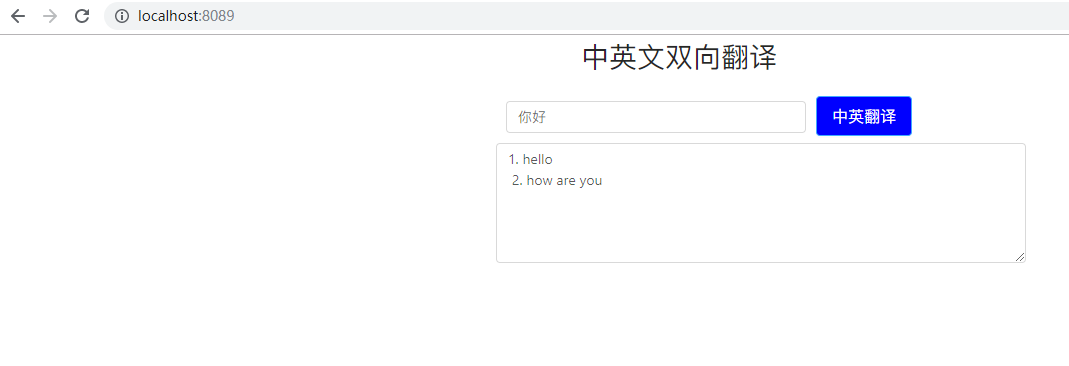 localhost:8089
中英文双向翻译
你好
中英翻译
1. hello
2. how are you